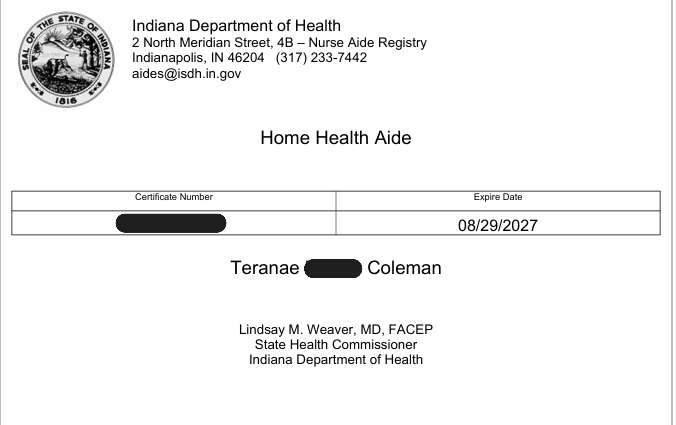 SEAL OF THE STATE OF INDIANA
1816
Indiana Department of Health
2 North Meridian Street, 4B – Nurse Aide Registry
Indianapolis, IN 46204 (317) 233-7442
aides@isdh.in.gov
Home Health Aide
Certificate Number Expire Date
08/29/2027
Teranae Coleman
Lindsay M. Weaver, MD, FACEP
State Health Commissioner
Indiana Department of Health